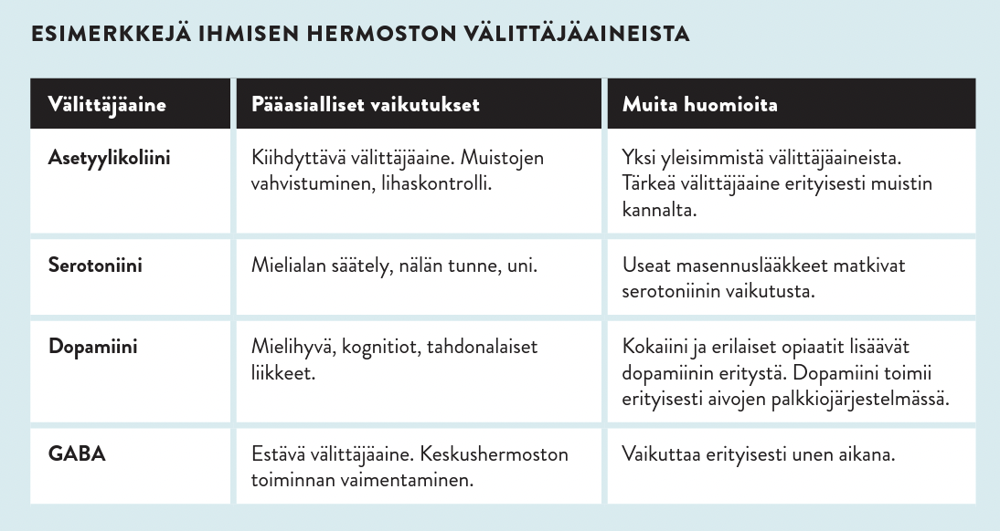 ESIMERKKEJÄ IHMISEN HERMOSTON VÄLITTÄJÄAINEISTA
Välittäjäaine
Pääasialliset vaikutukset
Muita huomioita
Asetyylikoliini
Kiihdyttävä välittäjäaine. Muistojen
vahvistuminen, lihaskontrolli.
Yksi yleisimmistä välittäjäaineista.
Tärkeä välittäjäaine erityisesti muistin
kannalta.
Serotoniini
Mielialan säätely, nälän tunne, uni.
Useat masennuslääkkeet matkivat
serotoniinin vaikutusta.
Dopamiini
Mielihyvä, kognitiot, tahdonalaiset
liikkeet.
Kokaiini ja erilaiset opiaatit lisäävät
dopamiinin eritystä. Dopamiini toimii
erityisesti aivojen palkkiojärjestelmässä.
GABA
Estävä välittäjäaine. Keskushermoston
toiminnan vaimentaminen.
Vaikuttaa erityisesti unen aikana.